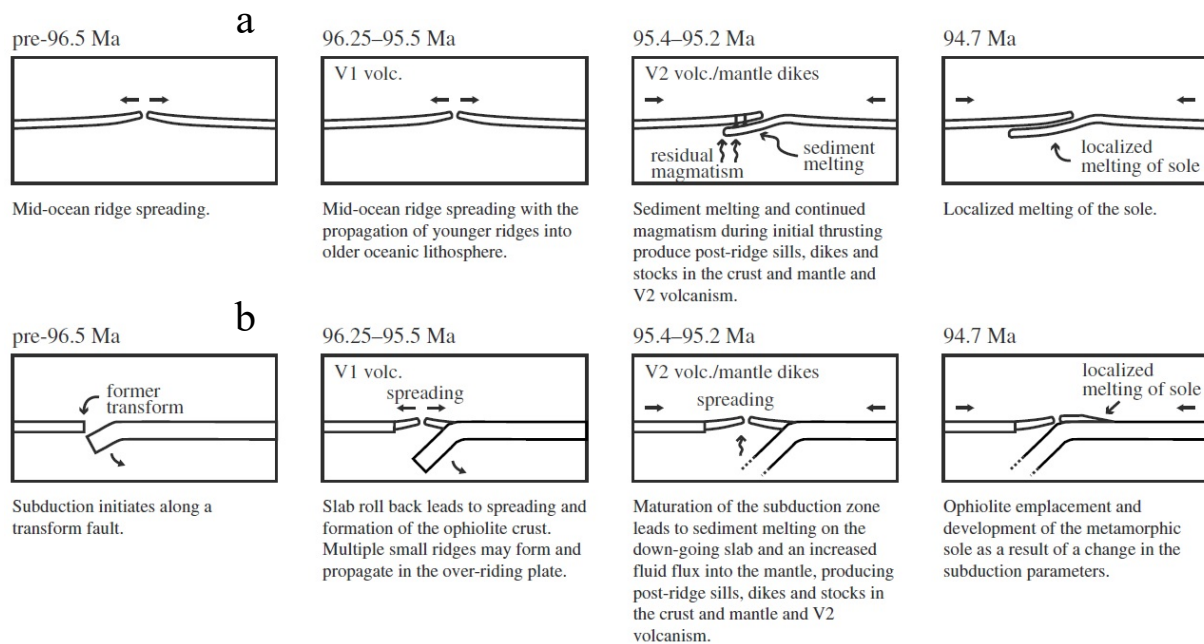 a
pre-96.5 Ma
Mid-ocean ridge spreading.
96.25–95.5 Ma
V1 volc.
Mid-ocean ridge spreading with the
propagation of younger ridges into
older oceanic lithosphere.
95.4–95.2 Ma
V2 volc./mantle dikes
residual
magmatism
sediment
melting
Sediment melting and continued
magmatism during initial thrusting
produce post-ridge sills, dikes and
stocks in the crust and mantle and
V2 volcanism.
94.7 Ma
localized
melting of sole
Localized melting of the sole.
b
pre-96.5 Ma
former
transform
Subduction initiates along a
transform fault.
96.25–95.5 Ma
V1 volc.
spreading
Slab roll back leads to spreading and
formation of the ophiolite crust.
Multiple small ridges may form and
propagate in the over-riding plate.
95.4–95.2 Ma
V2 volc./mantle dikes
spreading
Maturation of the subduction zone
leads to sediment melting on the
down-going slab and an increased
fluid flux into the mantle, producing
post-ridge sills, dikes and stocks in
the crust and mantle and V2
volcanism.
94.7 Ma
localized
melting of sole
Ophiolite emplacement and
development of the metamorphic
sole as a result of a change in the
subduction parameters.